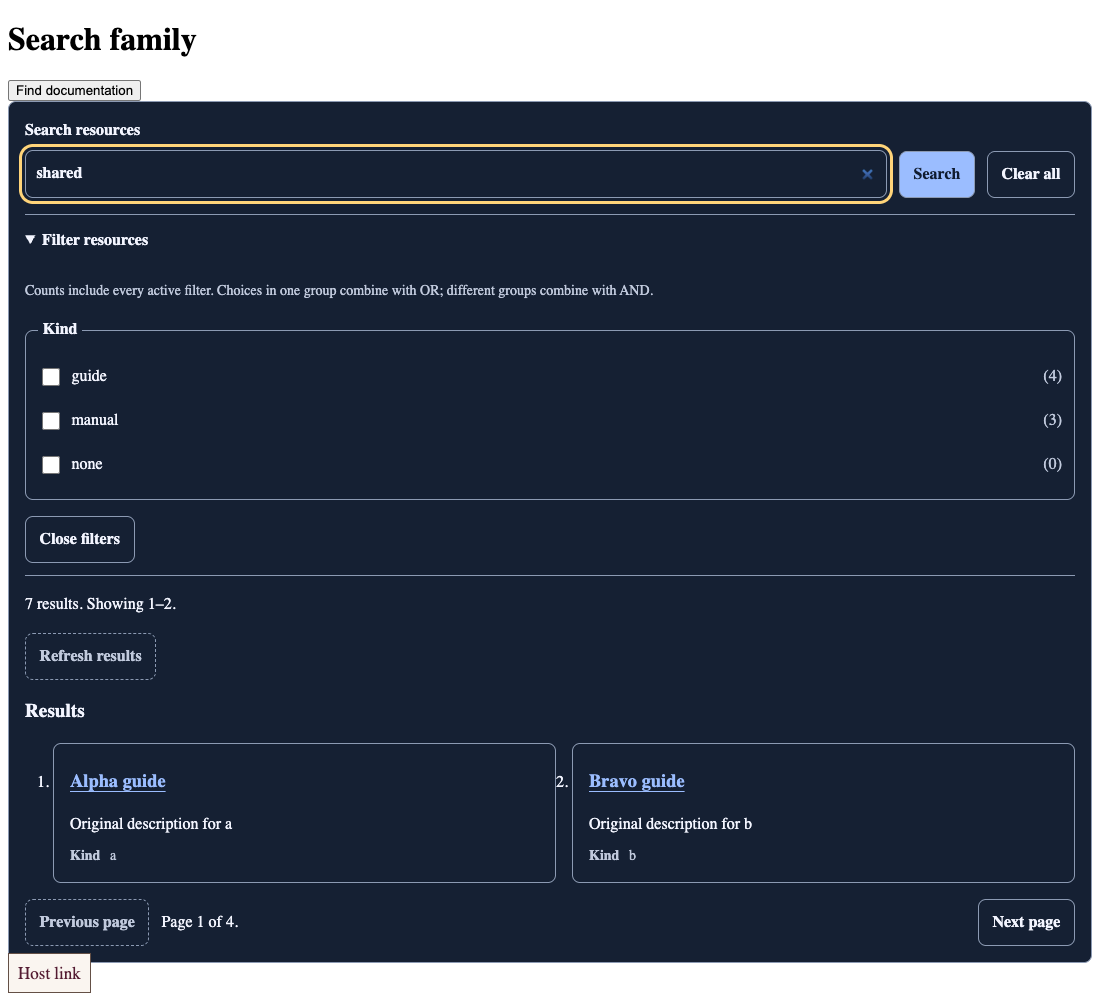 Search family
Find documentation
Search resources
shared
Search
Clear all
Filter resources
Counts include every active filter. Choices in one group combine with OR; different groups combine with AND.
Kind
guide (4)
manual (3)
none (0)
Close filters
7 results. Showing 1–2.
Refresh results
Results
1. Alpha guide
Original description for a
Kind a
2. Bravo guide
Original description for b
Kind b
Previous page
Page 1 of 4.
Next page
Host link